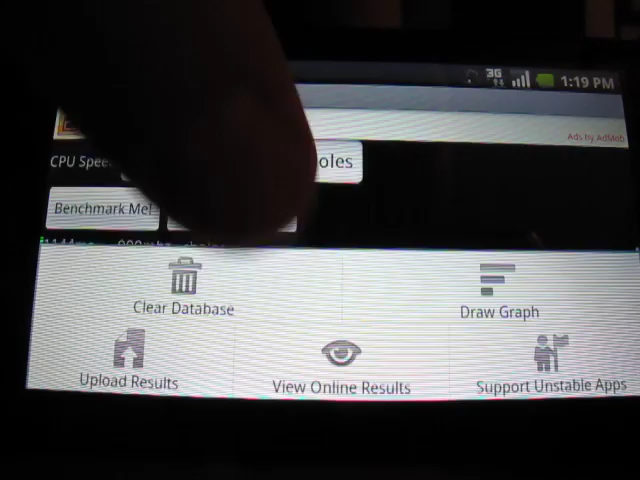 3G 1:19 PM
Ads by AdMob
CPU Spee oles
Benchmark Me!
Clear Database Draw Graph
Upload Results View Online Results Support Unstable Apps